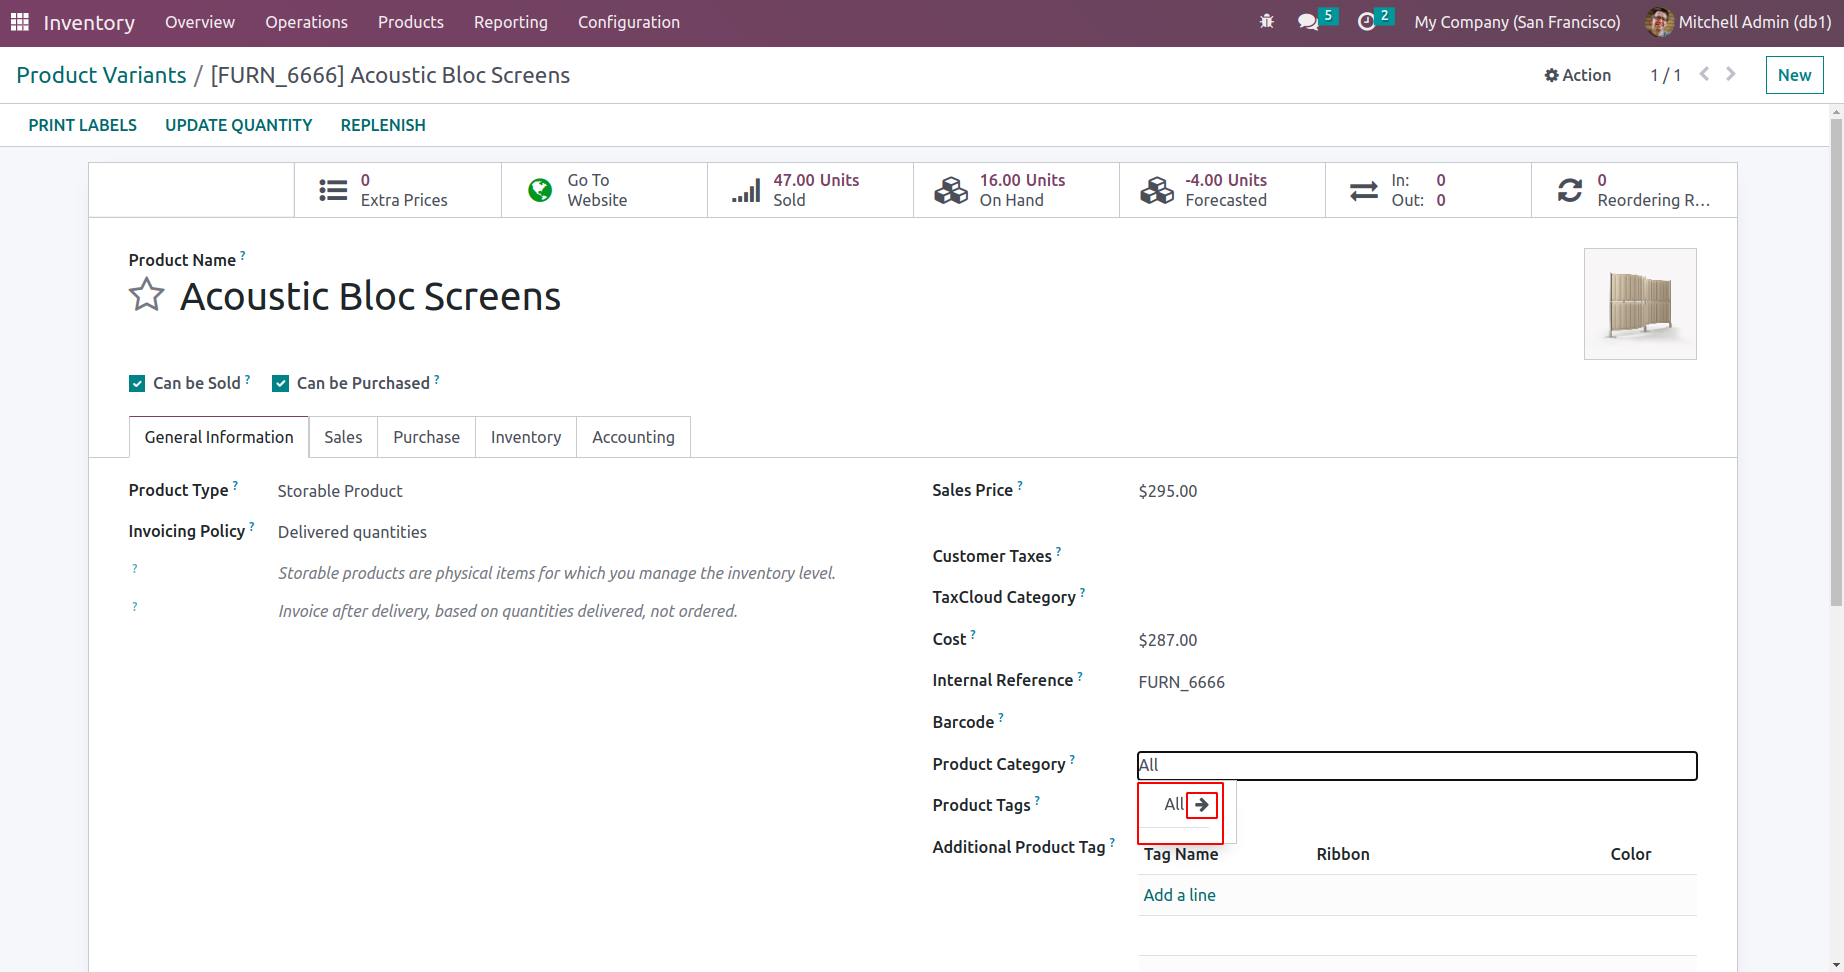 Inventory Overview Operations Products Reporting Configuration 5 2 My Company (San Francisco) Mitchell Admin (db1)
Product Variants / [FURN_6666] Acoustic Bloc Screens Action 1 / 1 New
PRINT LABELS UPDATE QUANTITY REPLENISH
0 Extra Prices
Go To Website
47.00 Units Sold
16.00 Units On Hand
-4.00 Units Forecasted
In: 0
Out: 0
0 Reordering R...
Product Name ?
Acoustic Bloc Screens
Can be Sold ? Can be Purchased ?
General Information Sales Purchase Inventory Accounting
Product Type ? Storable Product
Invoicing Policy ? Delivered quantities
? Storable products are physical items for which you manage the inventory level.
? Invoice after delivery, based on quantities delivered, not ordered.
Sales Price ? $295.00
Customer Taxes ?
TaxCloud Category ?
Cost ? $287.00
Internal Reference ? FURN_6666
Barcode ?
Product Category ? All
Product Tags ? All
Additional Product Tag ?
Tag Name Ribbon Color
Add a line